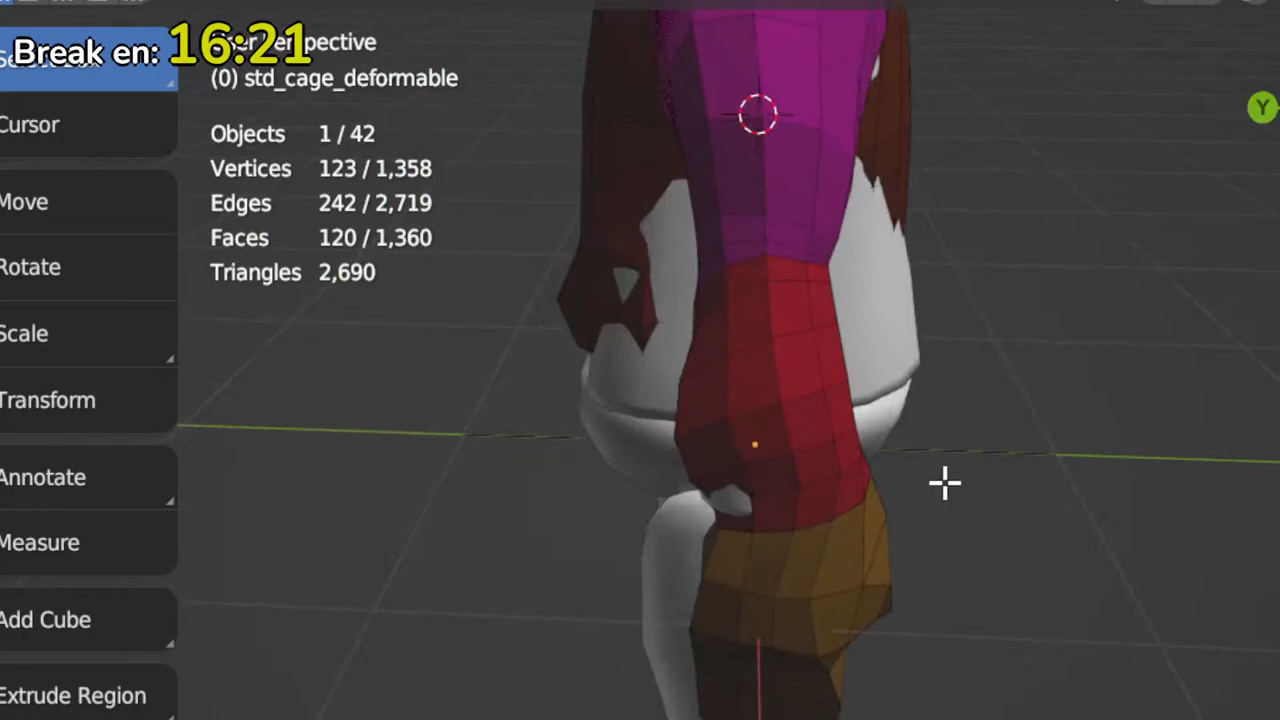 Break en: 16:21
Perspective
(0) std_cage_deformable
Objects 1 / 42
Vertices 123 / 1,358
Edges 242 / 2,719
Faces 120 / 1,360
Triangles 2,690
Cursor
Move
Rotate
Scale
Transform
Annotate
Measure
Add Cube
Extrude Region
Y